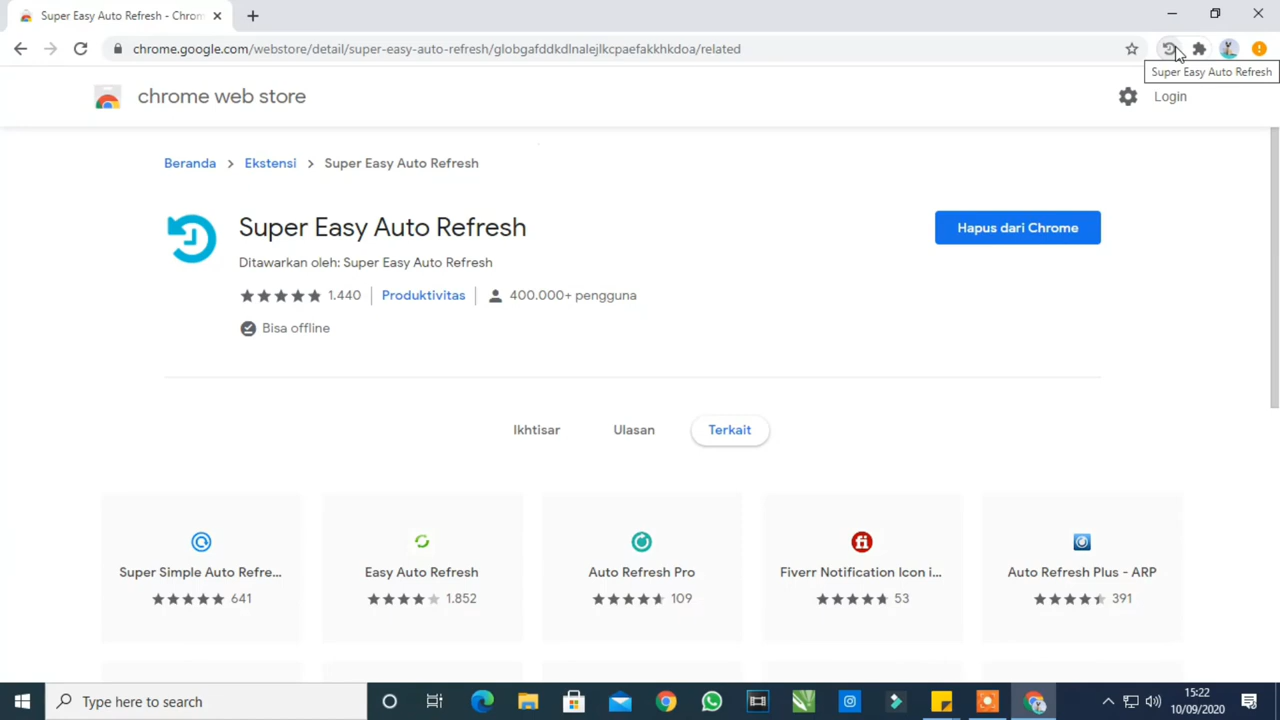 Super Easy Auto Refresh - Chrom
chrome.google.com/webstore/detail/super-easy-auto-refresh/globgafddkdlnalejlkcpaefakkhkdoa/related
Super Easy Auto Refresh
chrome web store
Login
Beranda > Ekstensi > Super Easy Auto Refresh
Super Easy Auto Refresh
Hapus dari Chrome
Ditawarkan oleh: Super Easy Auto Refresh
1.440 Produktivitas 400.000+ pengguna
Bisa offline
Ikhtisar Ulasan Terkait
Super Simple Auto Refre... Easy Auto Refresh Auto Refresh Pro Fiverr Notification Icon i... Auto Refresh Plus - ARP
641 1.852 109 53 391
Type here to search
15:22
10/09/2020